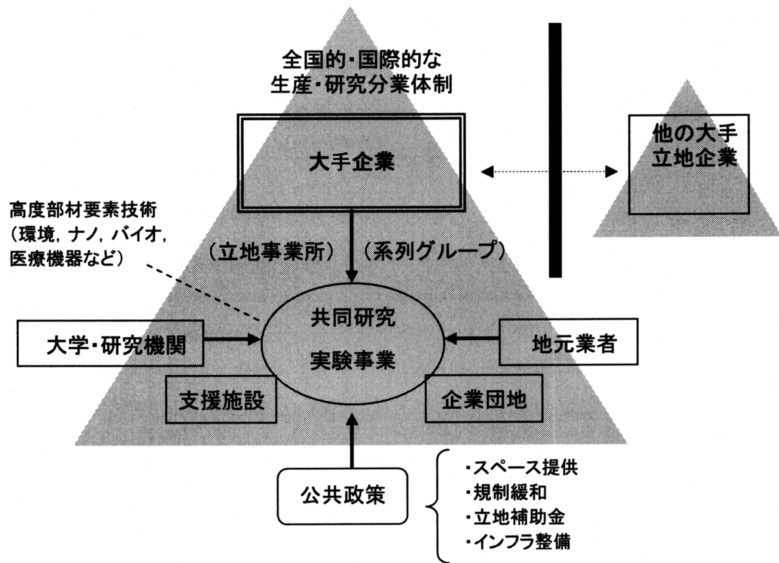 全国的・国際的な
生産・研究分業体制
大手企業
他の大手
立地企業
高度部材要素技術
（環境，ナノ，バイオ，
医療機器など）
（立地事業所）
（系列グループ）
共同研究
実験事業
大学・研究機関
地元業者
支援施設
企業団地
公共政策
・スペース提供
・規制緩和
・立地補助金
・インフラ整備